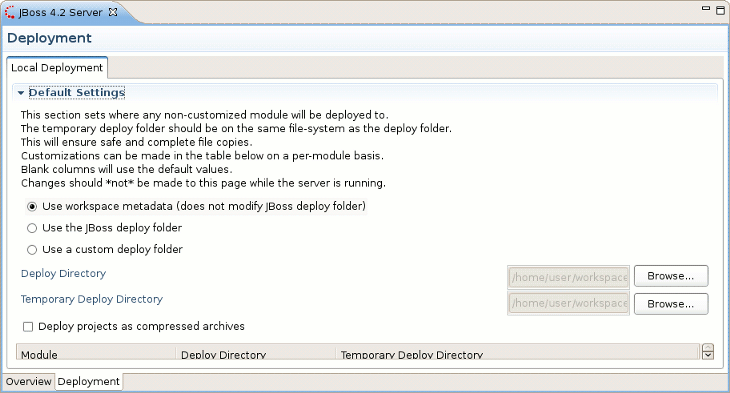 JBoss 4.2 Server
Deployment
Local Deployment
Default Settings
This section sets where any non-customized module will be deployed to.
The temporary deploy folder should be on the same file-system as the deploy folder.
This will ensure safe and complete file copies.
Customizations can be made in the table below on a per-module basis.
Blank columns will use the default values.
Changes should *not* be made to this page while the server is running.
Use workspace metadata (does not modify JBoss deploy folder)
Use the JBoss deploy folder
Use a custom deploy folder
Deploy Directory /home/user/workspace Browse...
Temporary Deploy Directory /home/user/workspace Browse...
Deploy projects as compressed archives
Module Deploy Directory Temporary Deploy Directory
Overview Deployment